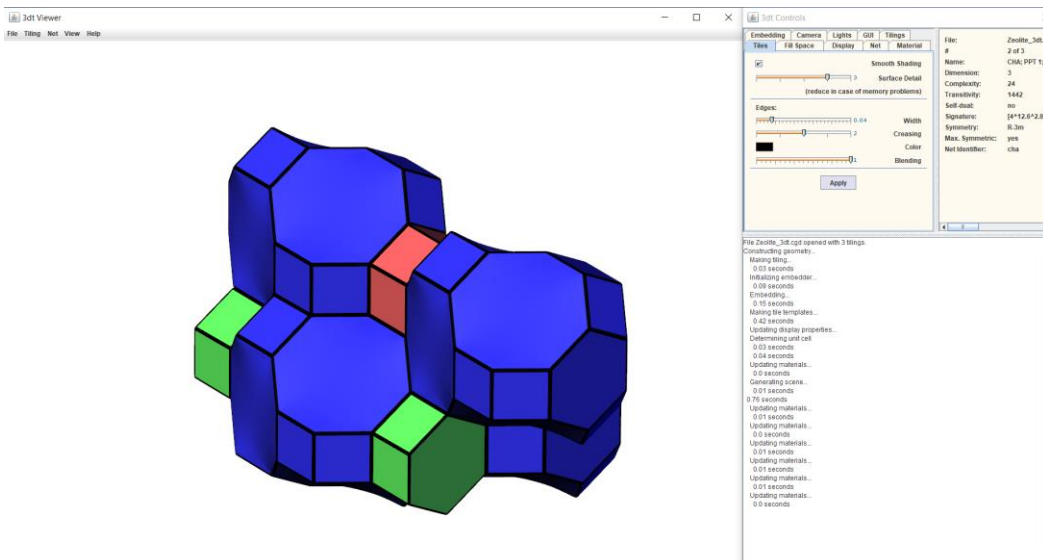 3dt Viewer
File Tiling Net View Help
3dt Controls
Embedding Camera Lights GUI Tilings
Tiles Fill Space Display Net Material
Smooth Shading
3 Surface Detail
(reduce in case of memory problems)
Edges:
0.04 Width
2 Creasing
Color
1 Blending
Apply
File: Zeolite_3dt.
# 2 of 3
Name: CHA; PPT 1;
Dimension: 3
Complexity: 24
Transitivity: 1442
Self-dual: no
Signature: [4^12.6^2.8
Symmetry: R-3m
Max. Symmetric: yes
Net Identifier: cha
File Zeolite_3dt.cgd opened with 3 tilings.
Constructing geometry...
Making tiling...
0.03 seconds
Initializing embedder...
0.09 seconds
Embedding...
0.15 seconds
Making tile templates...
0.42 seconds
Updating display properties...
Determining unit cell
0.03 seconds
0.04 seconds
Updating materials...
0.0 seconds
Generating scene...
0.01 seconds
0.76 seconds
Updating materials...
0.01 seconds
Updating materials...
0.0 seconds
Updating materials...
0.01 seconds
Updating materials...
0.01 seconds
Updating materials...
0.01 seconds
Updating materials...
0.0 seconds